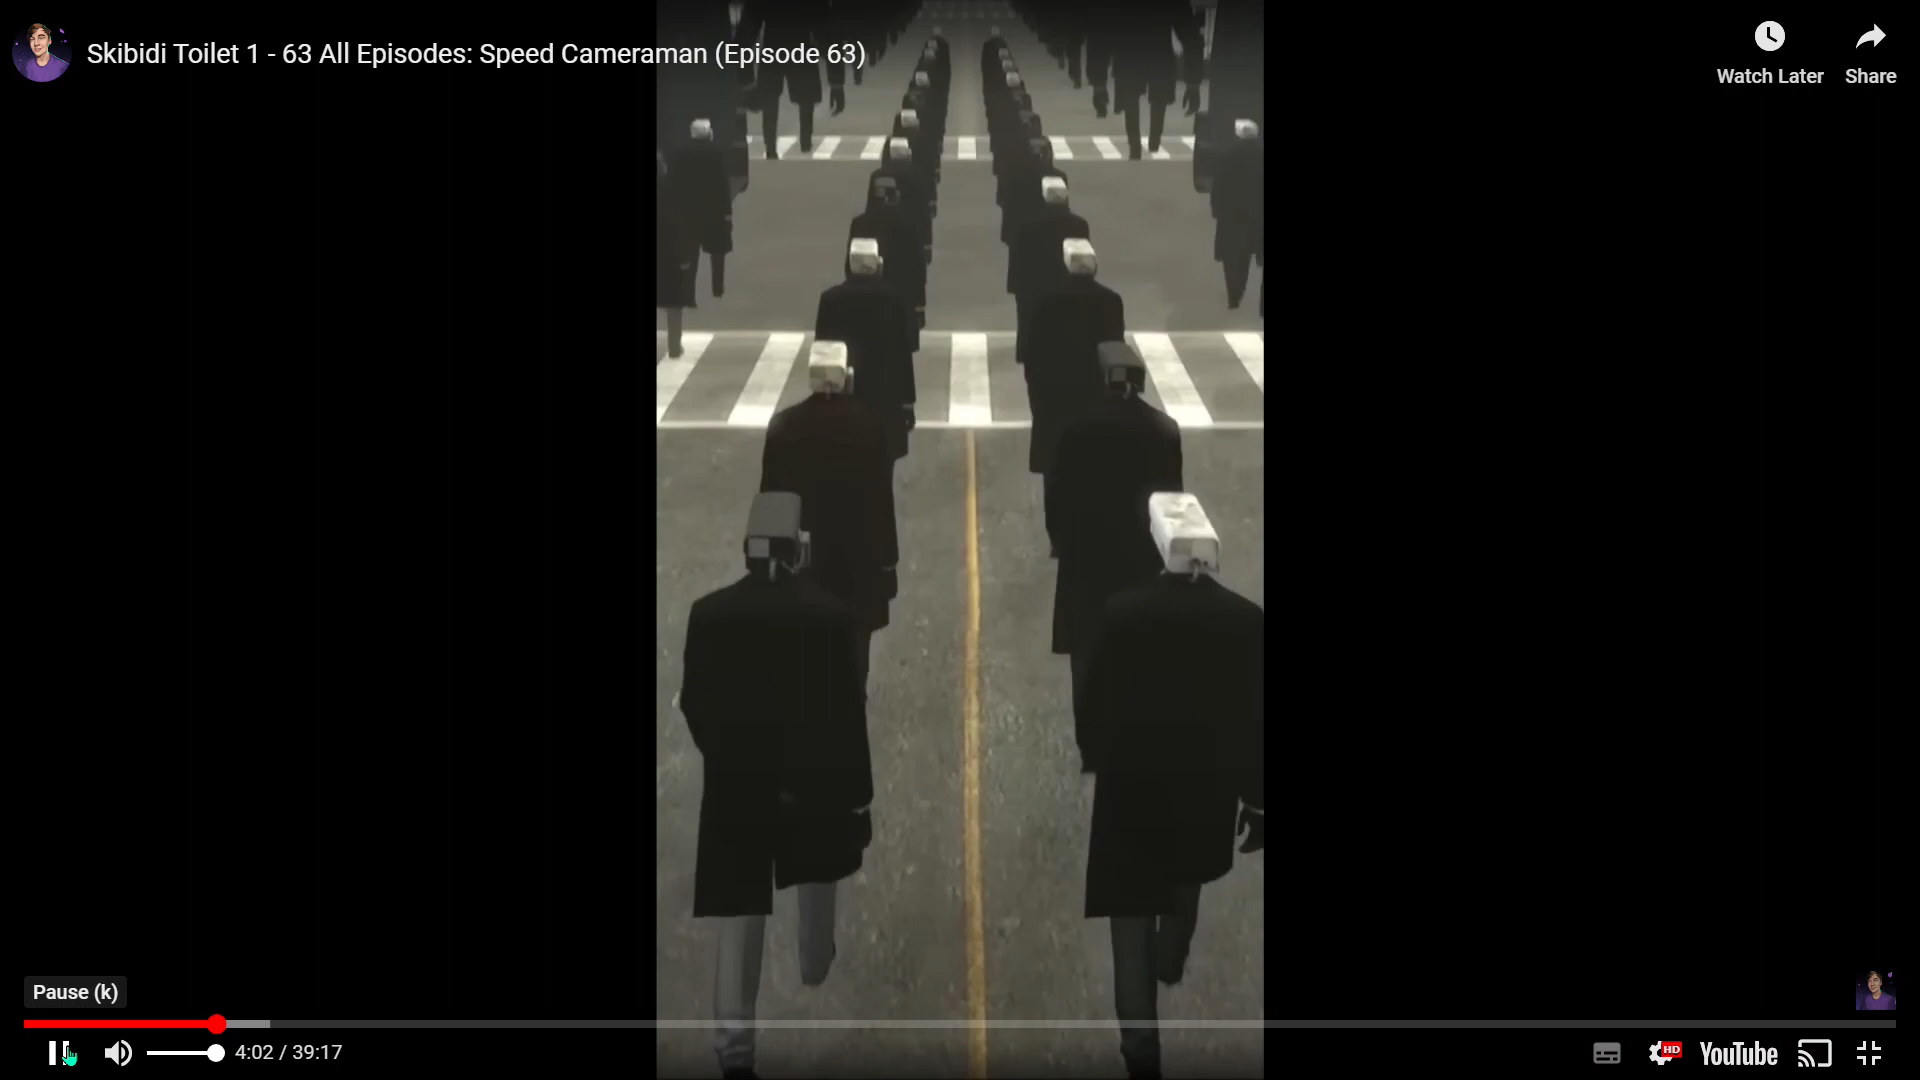 Skibidi Toilet 1 - 63 All Episodes: Speed Cameraman (Episode 63)
Watch Later
Share
Pause (k)
4:02 / 39:17
HD
YouTube